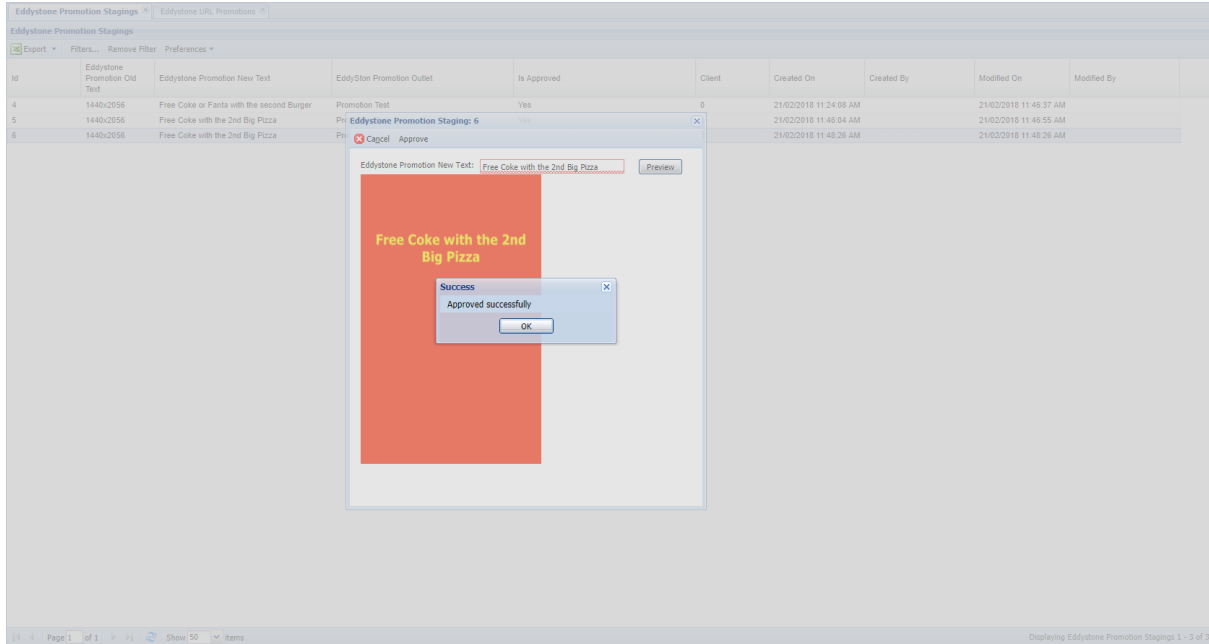 Eddystone Promotion Stagings Eddystone URL Promotions
Eddystone Promotion Stagings
Export Filters... Remove Filter Preferences
Id Eddystone Promotion Old Text Eddystone Promotion New Text EddySton Promotion Outlet Is Approved Client Created On Created By Modified On Modified By
4 1440x2056 Free Coke or Fanta with the second Burger Promotion Test Yes 0 21/02/2018 11:24:08 AM 21/02/2018 11:46:37 AM
5 1440x2056 Free Coke with the 2nd Big Pizza 21/02/2018 11:46:04 AM 21/02/2018 11:46:55 AM
6 1440x2056 Free Coke with the 2nd Big Pizza 21/02/2018 11:48:26 AM 21/02/2018 11:48:26 AM
Eddystone Promotion Staging: 6
Cancel Approve
Eddystone Promotion New Text: Free Coke with the 2nd Big Pizza Preview
Free Coke with the 2nd
Big Pizza
Success
Approved successfully
OK
Page 1 of 1 Show 50 items Displaying Eddystone Promotion Stagings 1 - 3 of 3